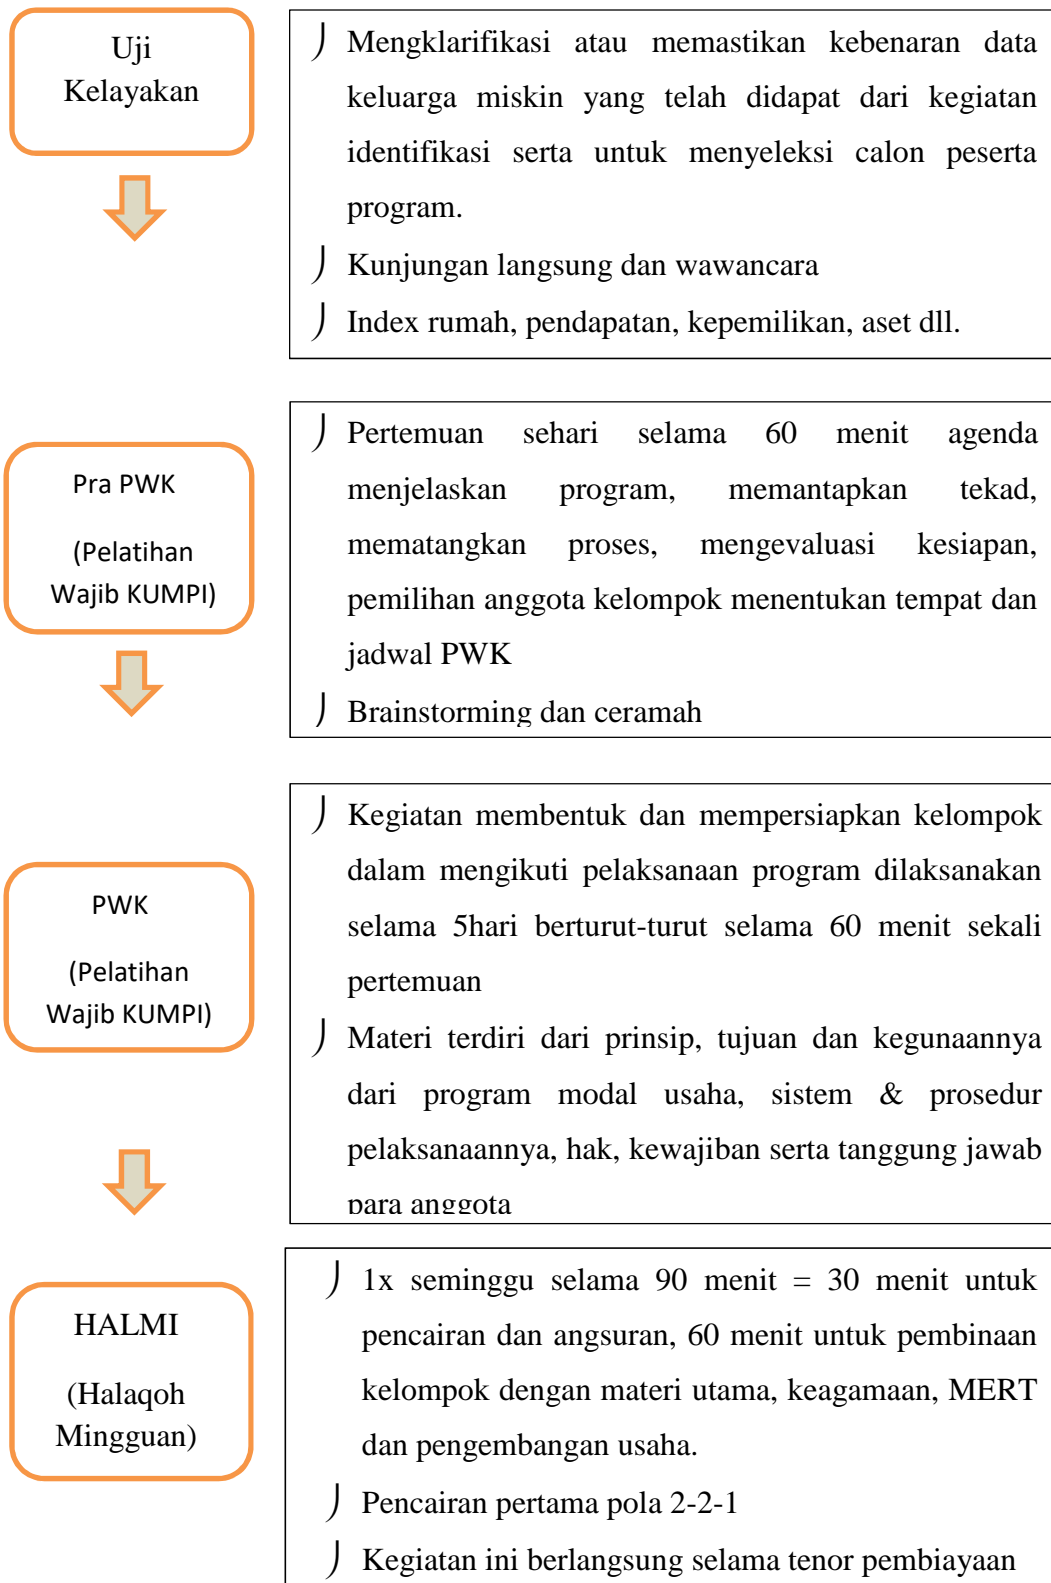 Uji
Kelayakan
Mengklarifikasi atau memastikan kebenaran data
keluarga miskin yang telah didapat dari kegiatan
identifikasi serta untuk menyeleksi calon peserta
program.
Kunjungan langsung dan wawancara
Index rumah, pendapatan, kepemilikan, aset dll.
Pra PWK
(Pelatihan
Wajib KUMPI)
Pertemuan sehari selama 60 menit agenda
menjelaskan program, memantapkan tekad,
mematangkan proses, mengevaluasi kesiapan,
pemilihan anggota kelompok menentukan tempat dan
jadwal PWK
Brainstorming dan ceramah
PWK
(Pelatihan
Wajib KUMPI)
Kegiatan membentuk dan mempersiapkan kelompok
dalam mengikuti pelaksanaan program dilaksanakan
selama 5hari berturut-turut selama 60 menit sekali
pertemuan
Materi terdiri dari prinsip, tujuan dan kegunaannya
dari program modal usaha, sistem & prosedur
pelaksanaannya, hak, kewajiban serta tanggung jawab
para anggota
HALMI
(Halaqoh
Mingguan)
1x seminggu selama 90 menit = 30 menit untuk
pencairan dan angsuran, 60 menit untuk pembinaan
kelompok dengan materi utama, keagamaan, MERT
dan pengembangan usaha.
Pencairan pertama pola 2-2-1
Kegiatan ini berlangsung selama tenor pembiayaan